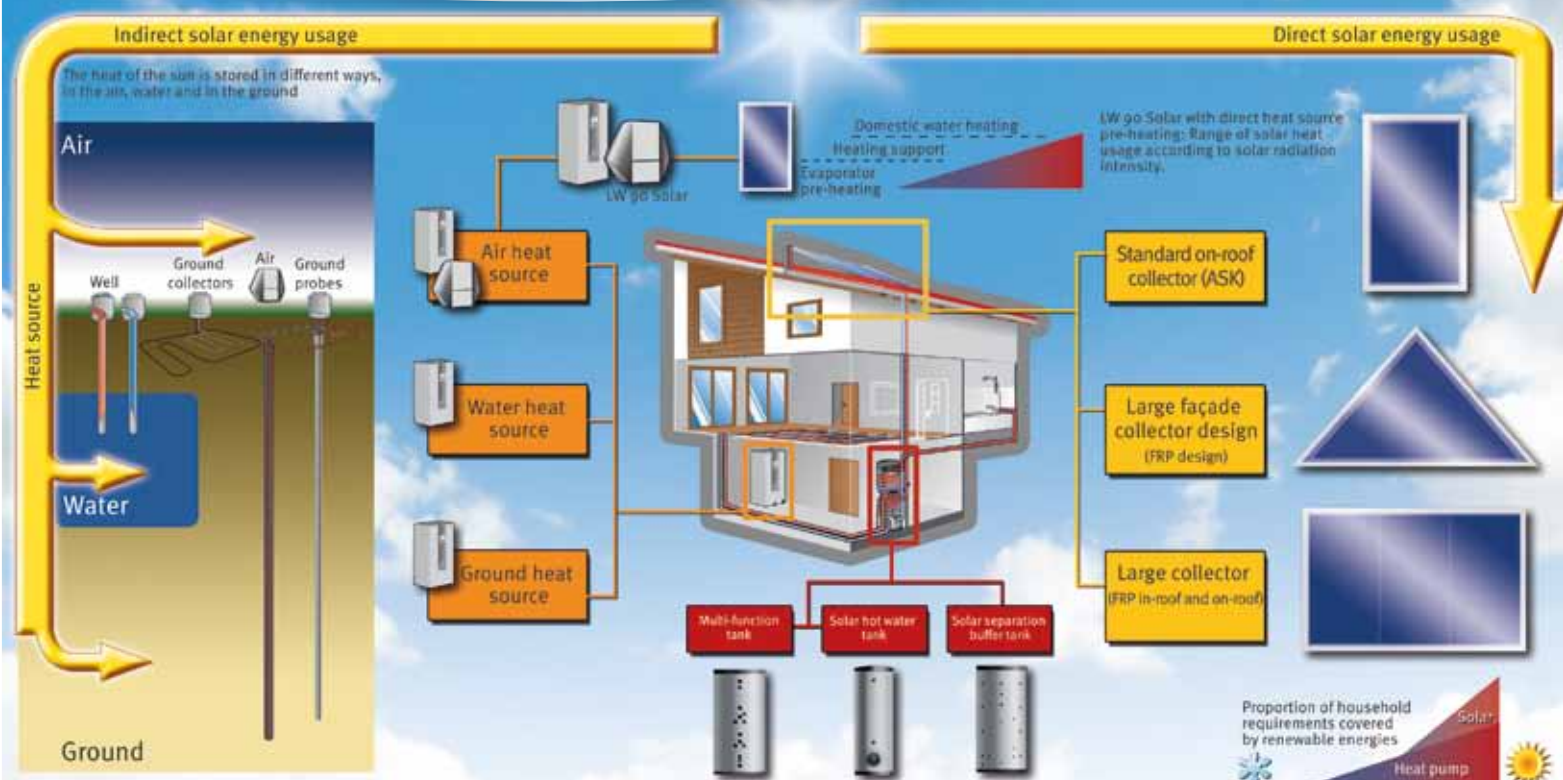 Indirect solar energy usage
Direct solar energy usage
The heat of the sun is stored in different ways,
in the air, water and in the ground
Heat source
Air
Well
Ground
collectors
Air
Ground
probes
Water
Ground
LW 90 Solar
Domestic water heating
Heating support
Evaporator
pre-heating
LW 90 Solar with direct heat source
pre-heating: Range of solar heat
usage according to solar radiation
intensity.
Air heat
source
Water heat
source
Ground heat
source
Standard on-roof
collector (ASK)
Large façade
collector design
(FRP design)
Large collector
(FRP in-roof and on-roof)
Multi-function
tank
Solar hot water
tank
Solar separation
buffer tank
Proportion of household
requirements covered
by renewable energies
Solar
Heat pump